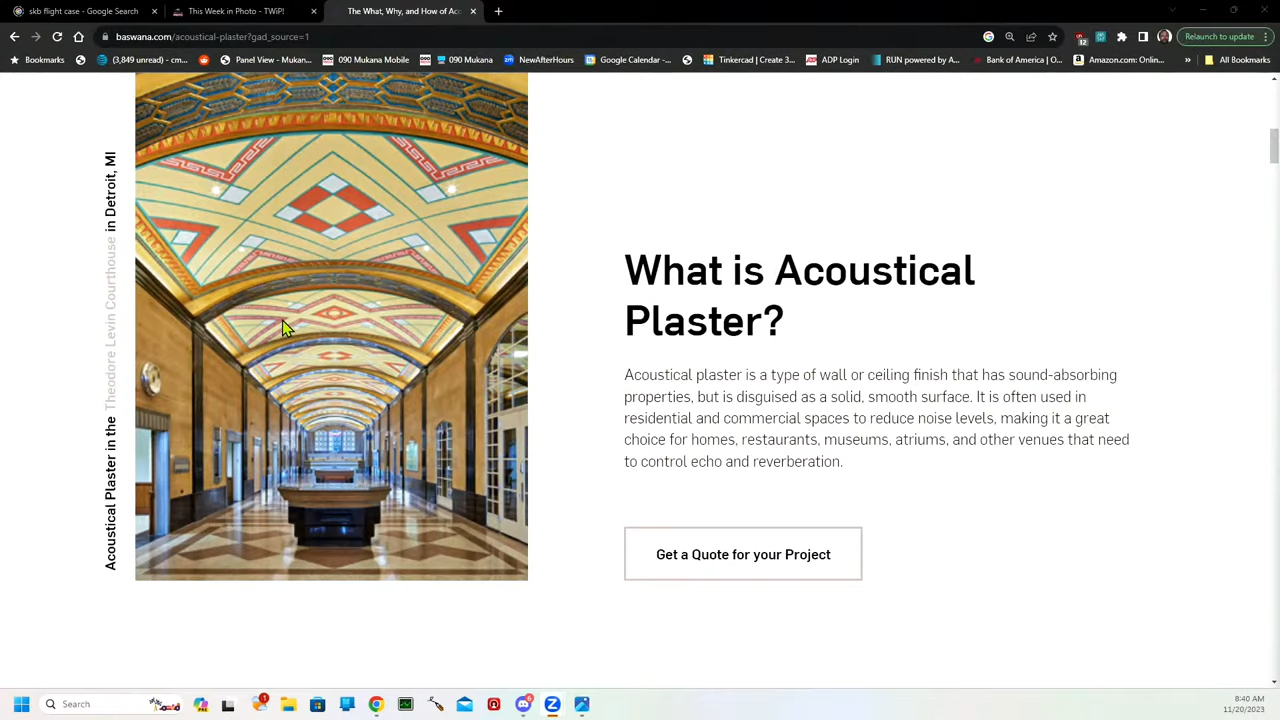 skb flight case - Google Search
This Week in Photo - TWiP!
The What, Why, and How of Ac
baswana.com/acoustical-plaster?gad_source=1
12
Relaunch to update
Bookmarks
(3,849 unread) - cm...
Panel View - Mukan...
090 Mukana Mobile
090 Mukana
NewAfterHours
Google Calendar -...
Tinkercad | Create 3...
ADP Login
RUN powered by A...
Bank of America | O...
Amazon.com: Onlin...
»
All Bookmarks
Acoustical Plaster in the Theodore Levin Courthouse in Detroit, MI
What is Acoustical
Plaster?
Acoustical plaster is a type of wall or ceiling finish that has sound-absorbing
properties, but is disguised as a solid, smooth surface. It is often used in
residential and commercial spaces to reduce noise levels, making it a great
choice for homes, restaurants, museums, atriums, and other venues that need
to control echo and reverberation.
Get a Quote for your Project
Search
PRE
1
6
8:40 AM
11/20/2023